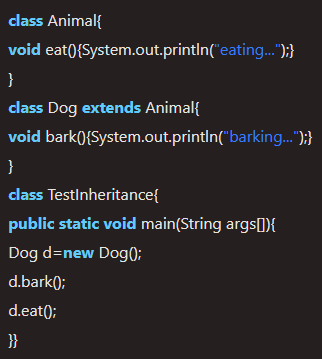 class Animal{
void eat(){System.out.println("eating...");}
}
class Dog extends Animal{
void bark(){System.out.println("barking...");}
}
class TestInheritance{
public static void main(String args[]){
Dog d=new Dog();
d.bark();
d.eat();
}}